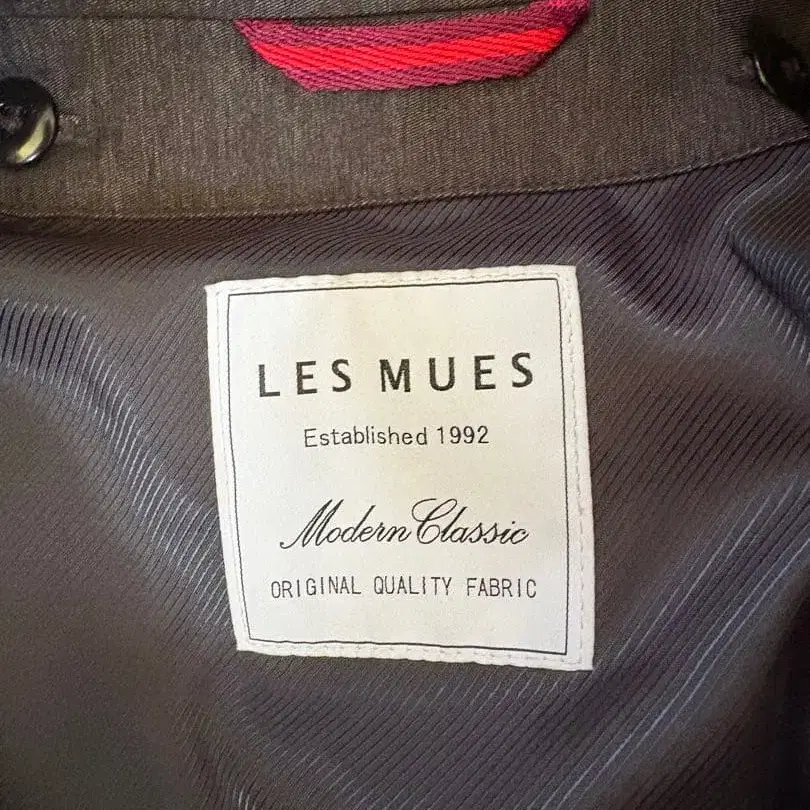 LES MUES
Established 1992
Modern Classic
ORIGINAL QUALITY FABRIC